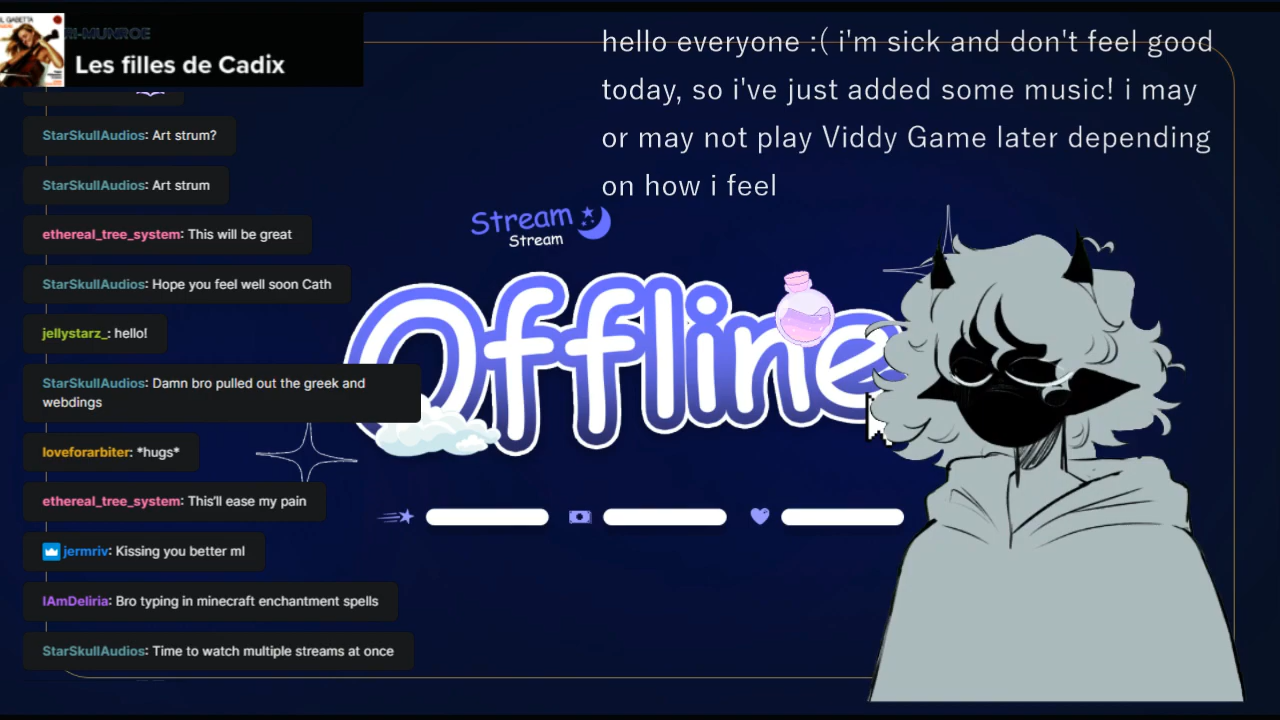 RI-MUNROE
Les filles de Cadix
hello everyone :( i'm sick and don't feel good
today, so i've just added some music! i may
or may not play Viddy Game later depending
on how i feel
StarSkullAudios: Art strum?
StarSkullAudios: Art strum
ethereal_tree_system: This will be great
StarSkullAudios: Hope you feel well soon Cath
jellystarz_: hello!
StarSkullAudios: Damn bro pulled out the greek and
webdings
loveforarbiter: *hugs*
ethereal_tree_system: This'll ease my pain
jermriv: Kissing you better ml
IAmDeliria: Bro typing in minecraft enchantment spells
StarSkullAudios: Time to watch multiple streams at once
Stream
Stream
Offline